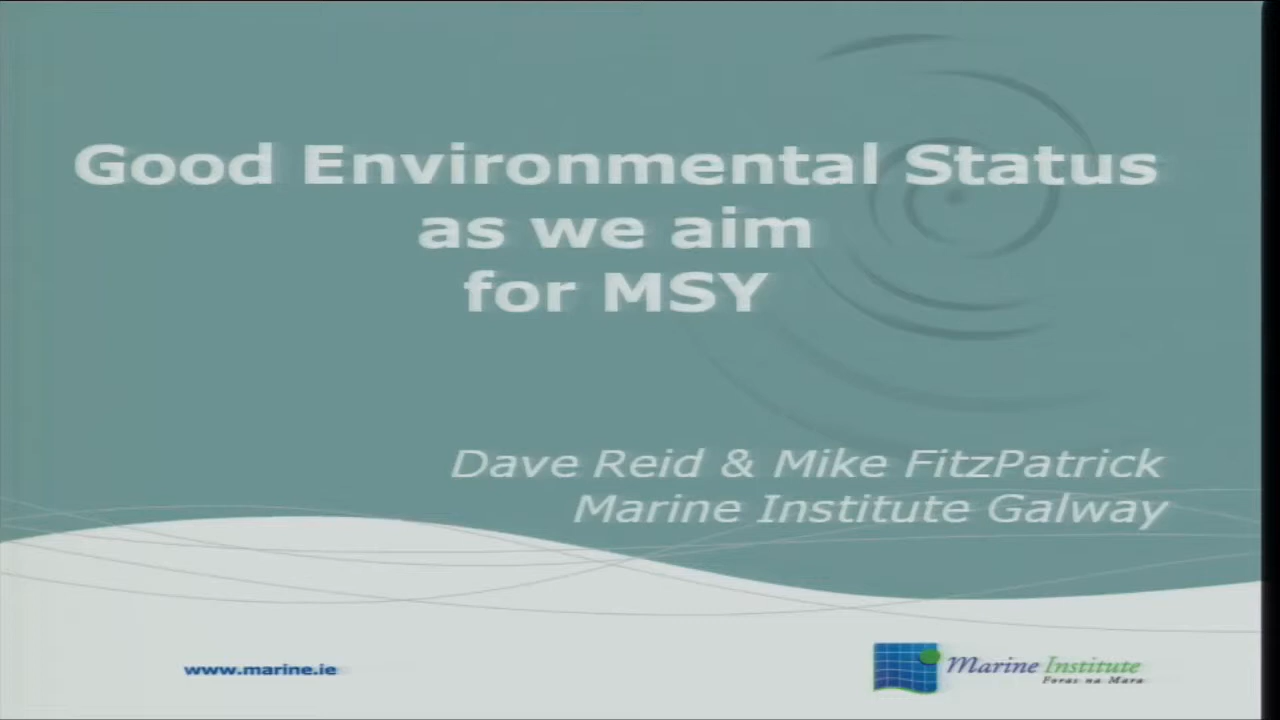 Good Environmental Status
as we aim
for MSY
Dave Reid & Mike FitzPatrick
Marine Institute Galway
www.marine.ie
Marine Institute
Foras na Mara